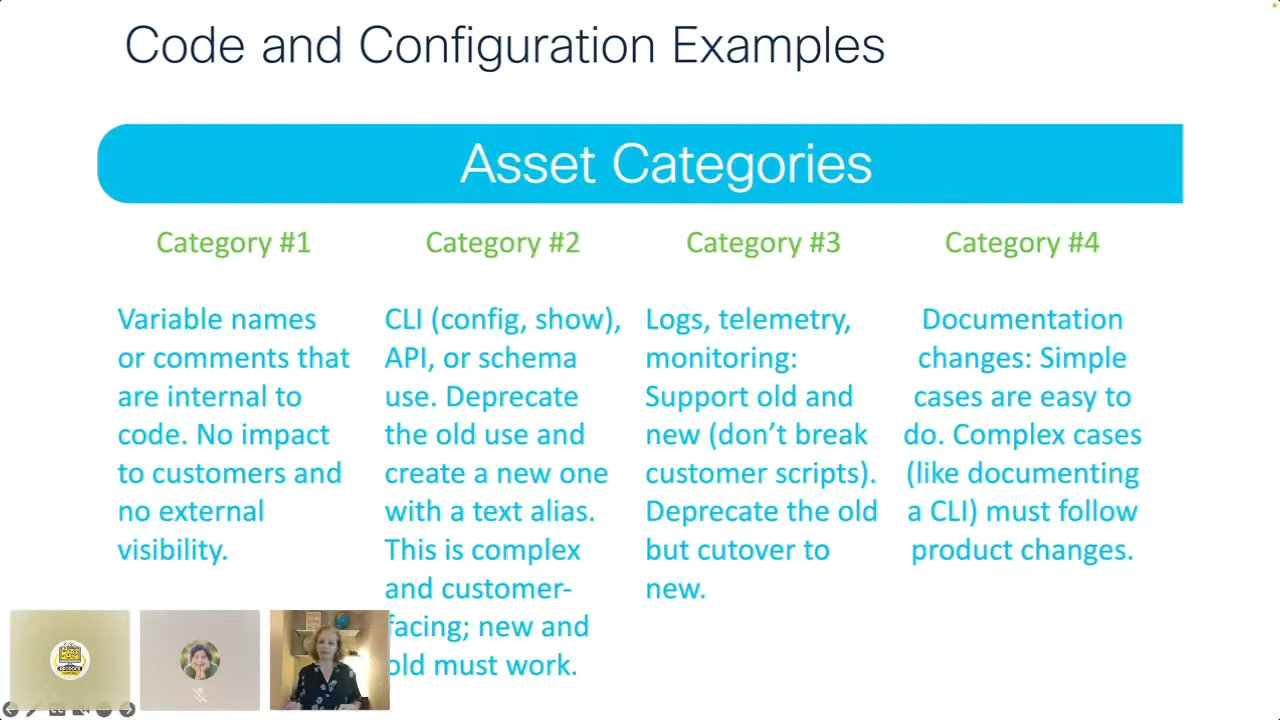 Code and Configuration Examples
Asset Categories
Category #1
Variable names
or comments that
are internal to
code. No impact
to customers and
no external
visibility.
Category #2
CLI (config, show),
API, or schema
use. Deprecate
the old use and
create a new one
with a text alias.
This is complex
and customer-
facing; new and
old must work.
Category #3
Logs, telemetry,
monitoring:
Support old and
new (don’t break
customer scripts).
Deprecate the old
but cutover to
new.
Category #4
Documentation
changes: Simple
cases are easy to
do. Complex cases
(like documenting
a CLI) must follow
product changes.